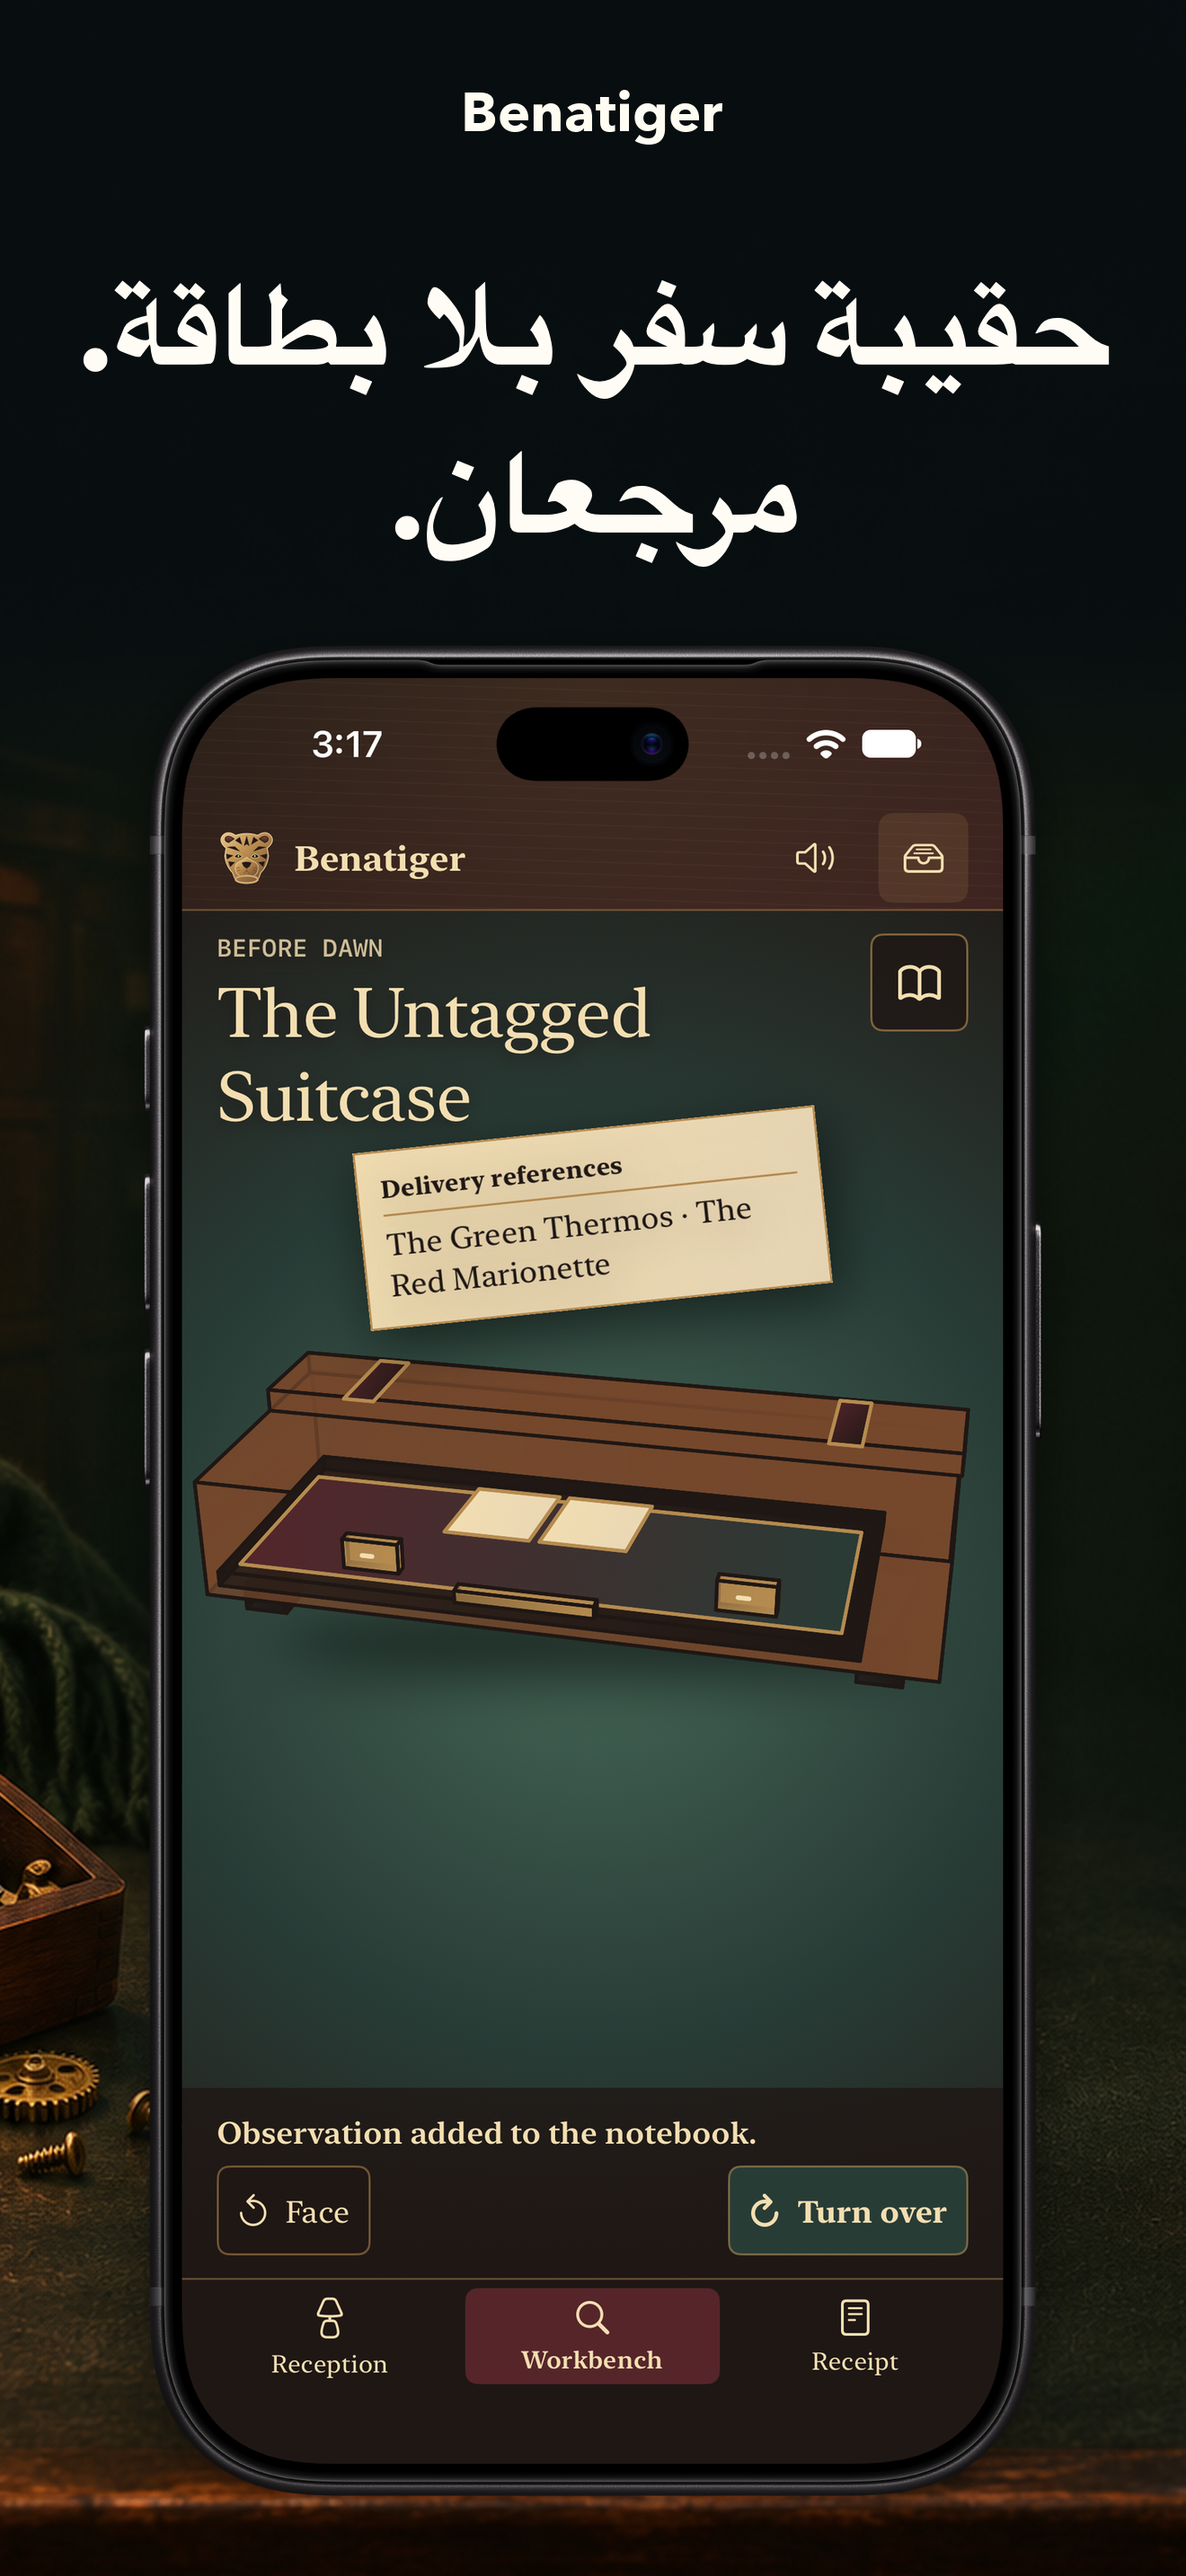 Benatiger
حقيبة سفر بلا بطاقة.
مرجعان.
3:17
Benatiger
BEFORE DAWN
The Untagged
Suitcase
Delivery references
The Green Thermos · The
Red Marionette
Observation added to the notebook.
Face
Turn over
Reception
Workbench
Receipt